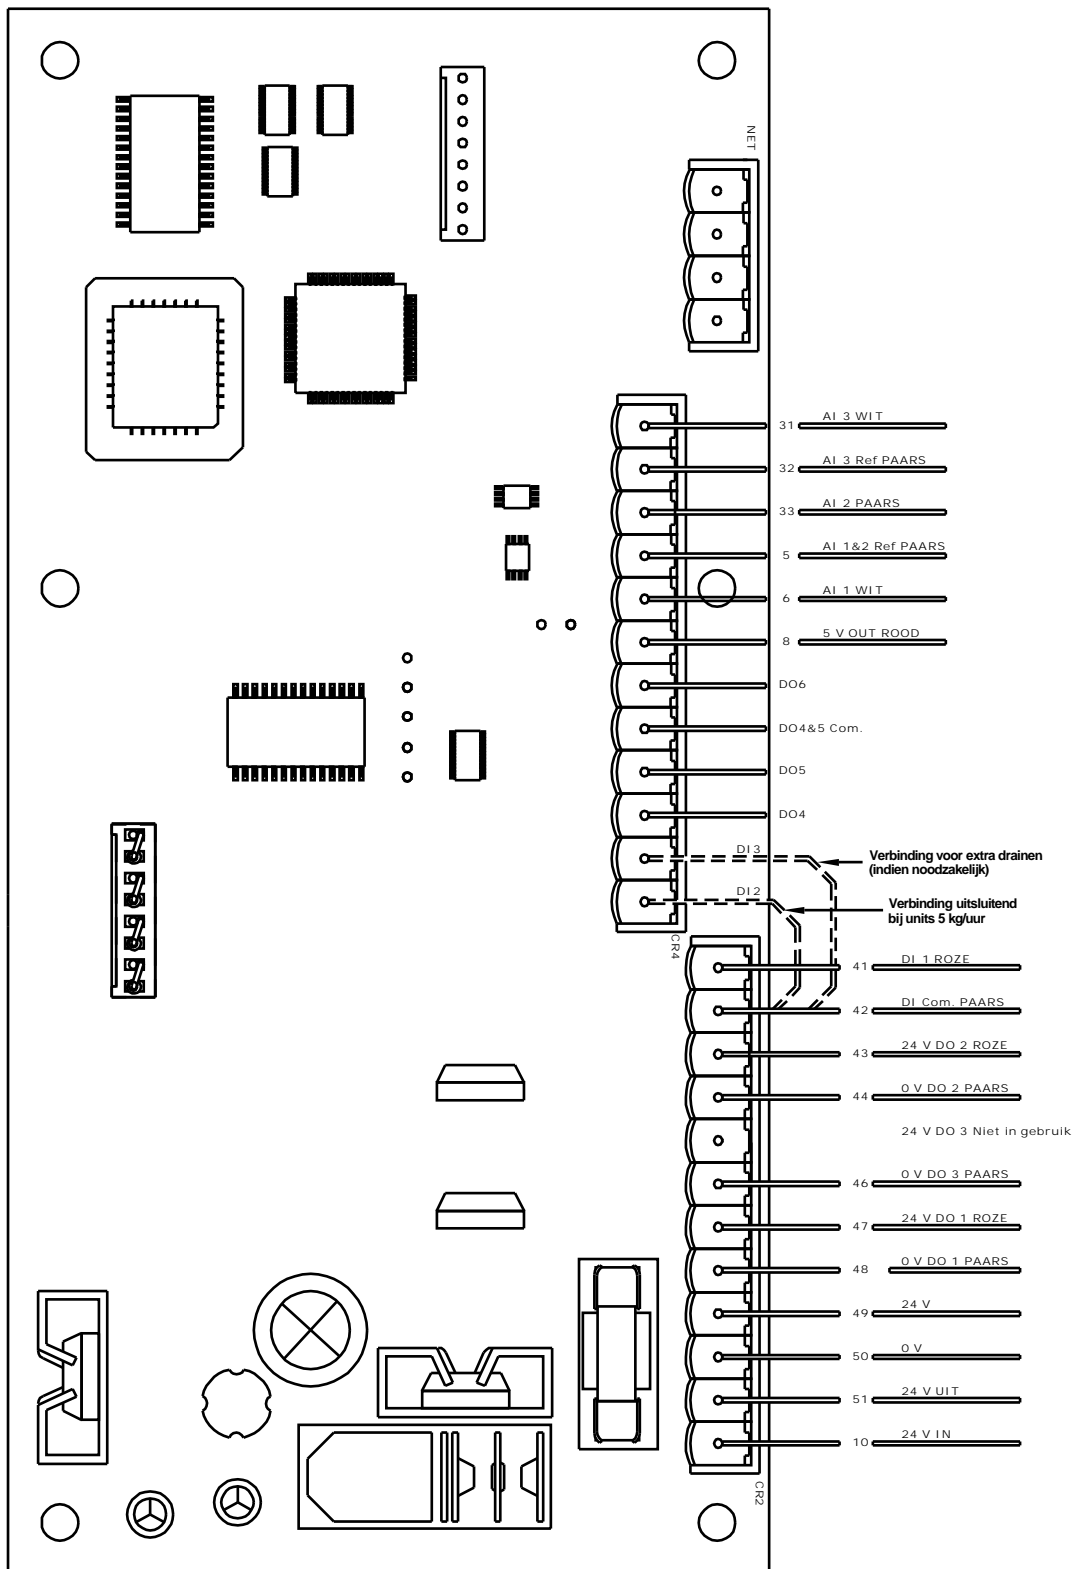 NET
31 AI 3 WIT
32 AI 3 Ref PAARS
33 AI 2 PAARS
5 AI 1&2 Ref PAARS
6 AI 1 WIT
8 5 V OUT ROOD
DO6
DO4&5 Com.
DO5
DO4
DI3
Verbinding voor extra drainen
(indien noodzakelijk)
DI2
Verbinding uitsluitend
bij units 5 kg/uur
CR4
41 DI 1 ROZE
42 DI Com. PAARS
43 24 V DO 2 ROZE
44 0 V DO 2 PAARS
24 V DO 3 Niet in gebruik
46 0 V DO 3 PAARS
47 24 V DO 1 ROZE
48 0 V DO 1 PAARS
49 24 V
50 0 V
51 24 V UIT
10 24 V IN
CR2